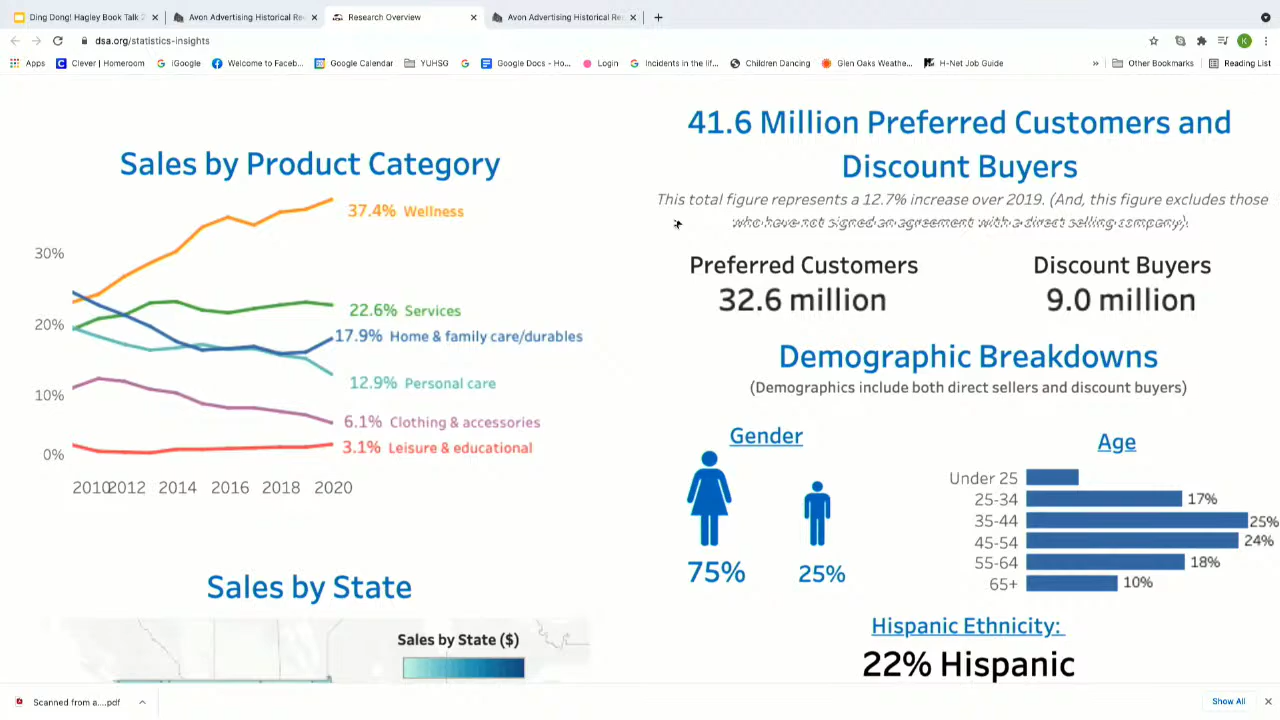 Ding Dong! Hagley Book Talk 2
Avon Advertising Historical Re
Research Overview
Avon Advertising Historical Re
dsa.org/statistics-insights
K
Apps
Clever | Homeroom
iGoogle
Welcome to Faceb...
Google Calendar
YUHSG
Google Docs - Ho...
Login
Incidents in the lif...
Children Dancing
Glen Oaks Weathe...
H-Net Job Guide
»
Other Bookmarks
Reading List
Sales by Product Category
37.4% Wellness
30%
22.6% Services
20%
17.9% Home & family care/durables
12.9% Personal care
10%
6.1% Clothing & accessories
3.1% Leisure & educational
0%
2010
2012
2014
2016
2018
2020
Sales by State
Sales by State ($)
41.6 Million Preferred Customers and
Discount Buyers
This total figure represents a 12.7% increase over 2019. (And, this figure excludes those
who have not signed an agreement with a direct selling company).
Preferred Customers
32.6 million
Discount Buyers
9.0 million
Demographic Breakdowns
(Demographics include both direct sellers and discount buyers)
Gender
75%
25%
Age
Under 25
25-34 17%
35-44 25%
45-54 24%
55-64 18%
65+ 10%
Hispanic Ethnicity:
22% Hispanic
Scanned from a....pdf
Show All